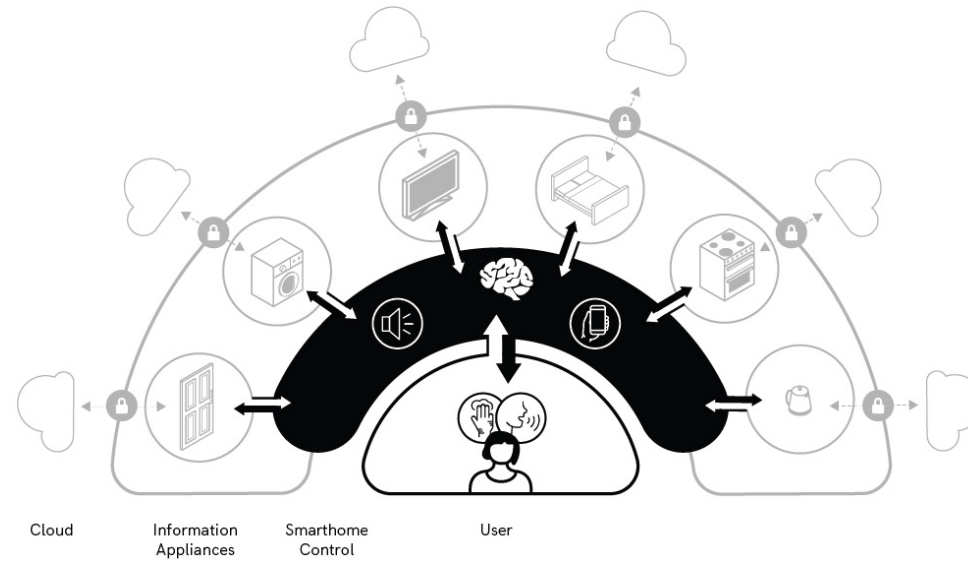 Cloud
Information
Appliances
Smarthome
Control
User